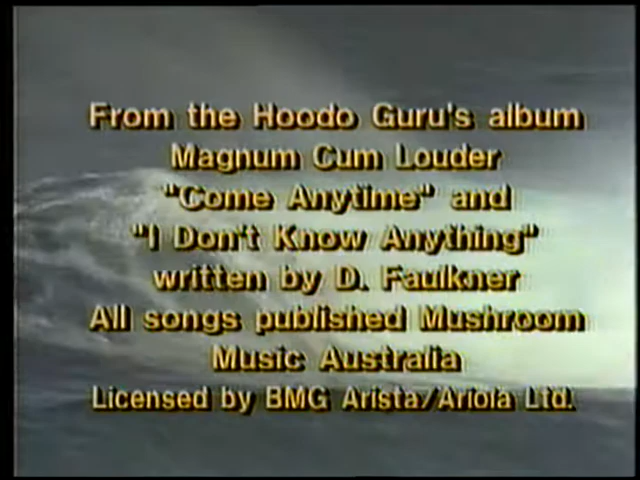 From the Hoodo Guru's album
Magnum Cum Louder
"Come Anytime" and
"I Don't Know Anything"
written by D. Faulkner
All songs published Mushroom
Music Australia
Licensed by BMG Arista/Ariola Ltd.